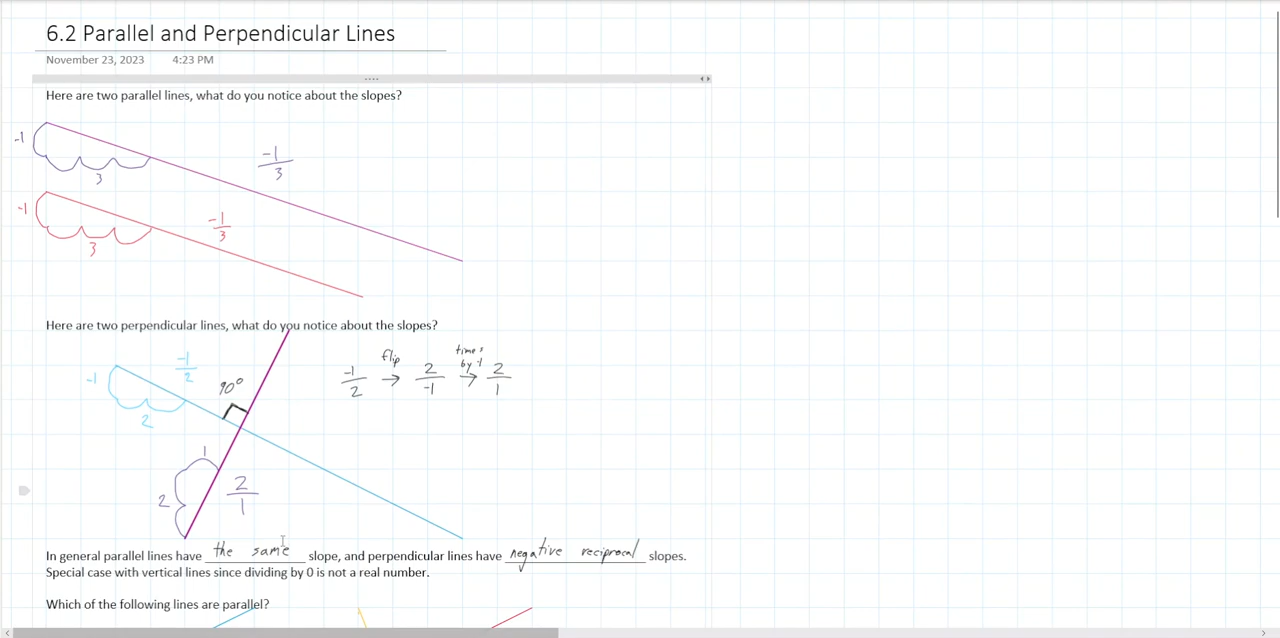 6.2 Parallel and Perpendicular Lines
November 23, 2023 4:23 PM
Here are two parallel lines, what do you notice about the slopes?
-1
3
-1/3
-1
3
-1/3
Here are two perpendicular lines, what do you notice about the slopes?
-1
2
-1/2
90°
-1/2 flip → 2/-1 times by -1 → 2/1
1
2
2/1
In general parallel lines have the same slope, and perpendicular lines have negative reciprocal slopes.
Special case with vertical lines since dividing by 0 is not a real number.
Which of the following lines are parallel?